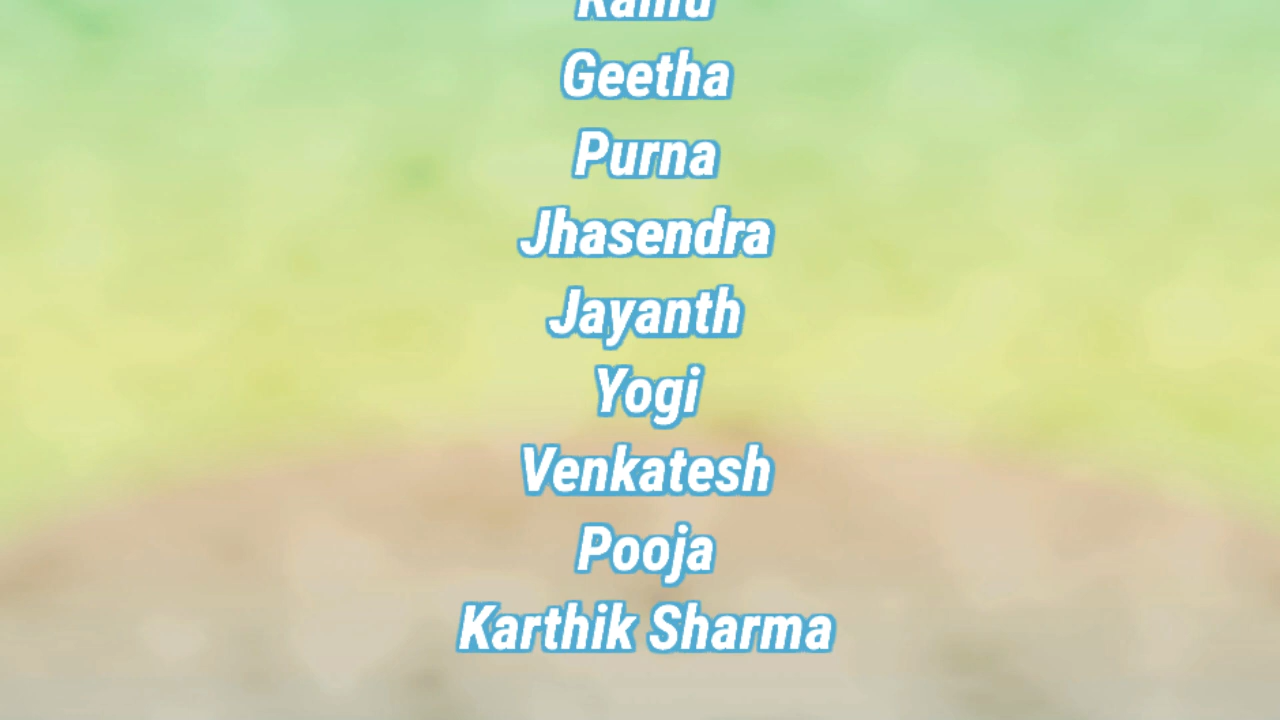 Geetha
Purna
Jhasendra
Jayanth
Yogi
Venkatesh
Pooja
Karthik Sharma